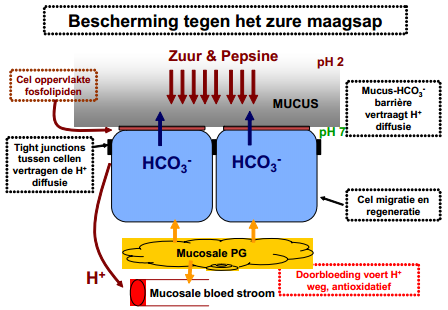 Bescherming tegen het zure maagsap
Zuur & Pepsine
pH 2
Cel oppervlakte
fosfolipiden
MUCUS
Mucus-HCO3-
barrière
vertraagt H+
diffusie
pH 7
Tight junctions
tussen cellen
vertragen de H+
diffusie
HCO3-
HCO3-
Cel migratie en
regeneratie
Mucosale PG
H+
Mucosale bloed stroom
Doorbloeding voert H+
weg, antioxidatief